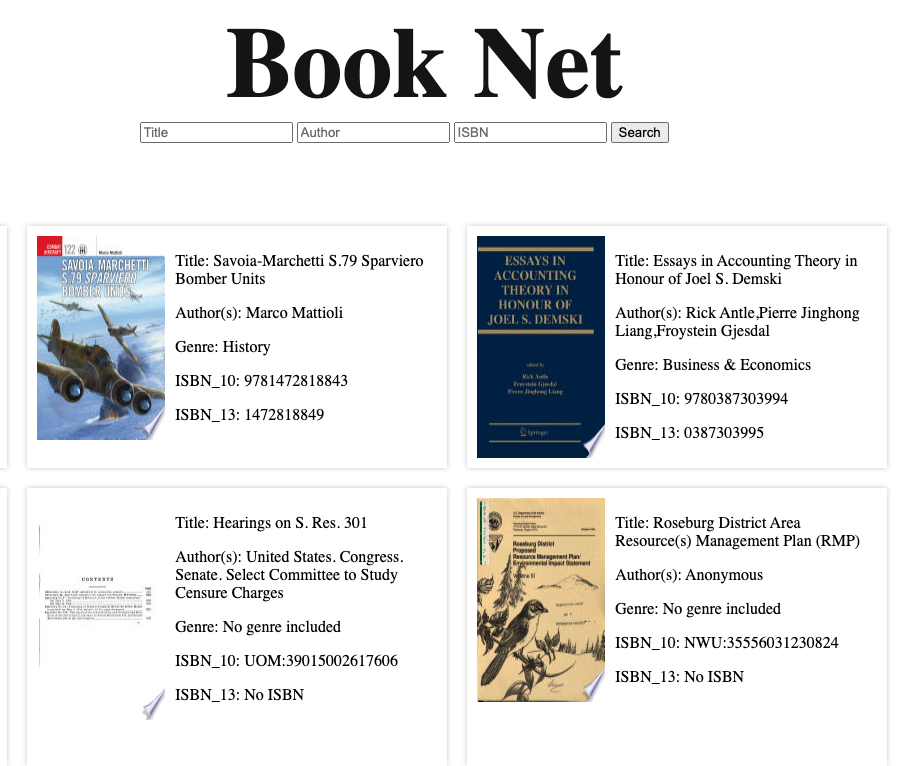 Book Net
Title Author ISBN Search
COMBAT AIRCRAFT 122 Marco Mattioli
SAVOIA-MARCHETTI
S.79 SPARVIERO
BOMBER UNITS
Title: Savoia-Marchetti S.79 Sparviero
Bomber Units
Author(s): Marco Mattioli
Genre: History
ISBN_10: 9781472818843
ISBN_13: 1472818849
ESSAYS IN
ACCOUNTING
THEORY IN
HONOUR OF
JOEL S. DEMSKI
edited by
Rick Antle
Froystein Gjesdal
Pierre Jinghong Liang
Springer
Title: Essays in Accounting Theory in
Honour of Joel S. Demski
Author(s): Rick Antle,Pierre Jinghong
Liang,Froystein Gjesdal
Genre: Business & Economics
ISBN_10: 9780387303994
ISBN_13: 0387303995
CONTENTS
Title: Hearings on S. Res. 301
Author(s): United States. Congress.
Senate. Select Committee to Study
Censure Charges
Genre: No genre included
ISBN_10: UOM:39015002617606
ISBN_13: No ISBN
Roseburg District
Proposed
Resource Management Plan/
Environmental Impact Statement
Volume III
Title: Roseburg District Area
Resource(s) Management Plan (RMP)
Author(s): Anonymous
Genre: No genre included
ISBN_10: NWU:35556031230824
ISBN_13: No ISBN